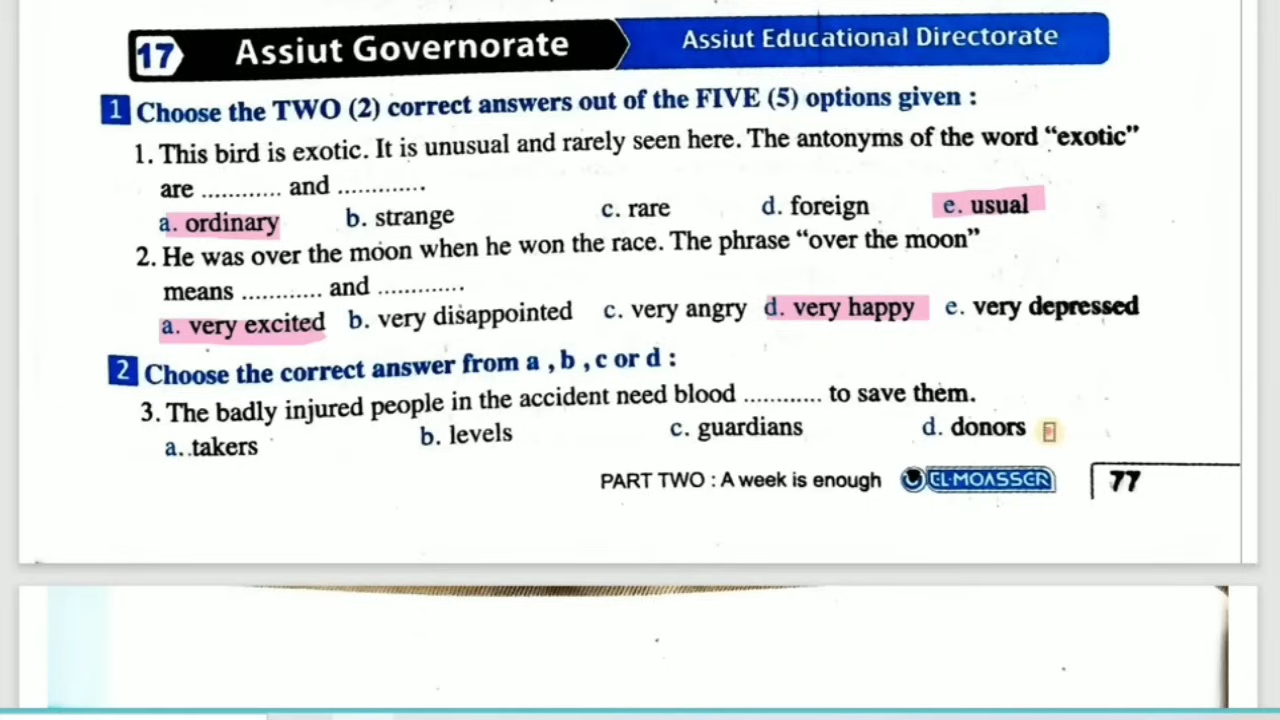 17 Assiut Governorate Assiut Educational Directorate
1 Choose the TWO (2) correct answers out of the FIVE (5) options given :
1. This bird is exotic. It is unusual and rarely seen here. The antonyms of the word “exotic”
are ............ and .............
a. ordinary b. strange c. rare d. foreign e. usual
2. He was over the moon when he won the race. The phrase “over the moon”
means ............ and .............
a. very excited b. very disappointed c. very angry d. very happy e. very depressed
2 Choose the correct answer from a , b , c or d :
3. The badly injured people in the accident need blood ............ to save them.
a. takers b. levels c. guardians d. donors
PART TWO : A week is enough EL-MOASSER 77